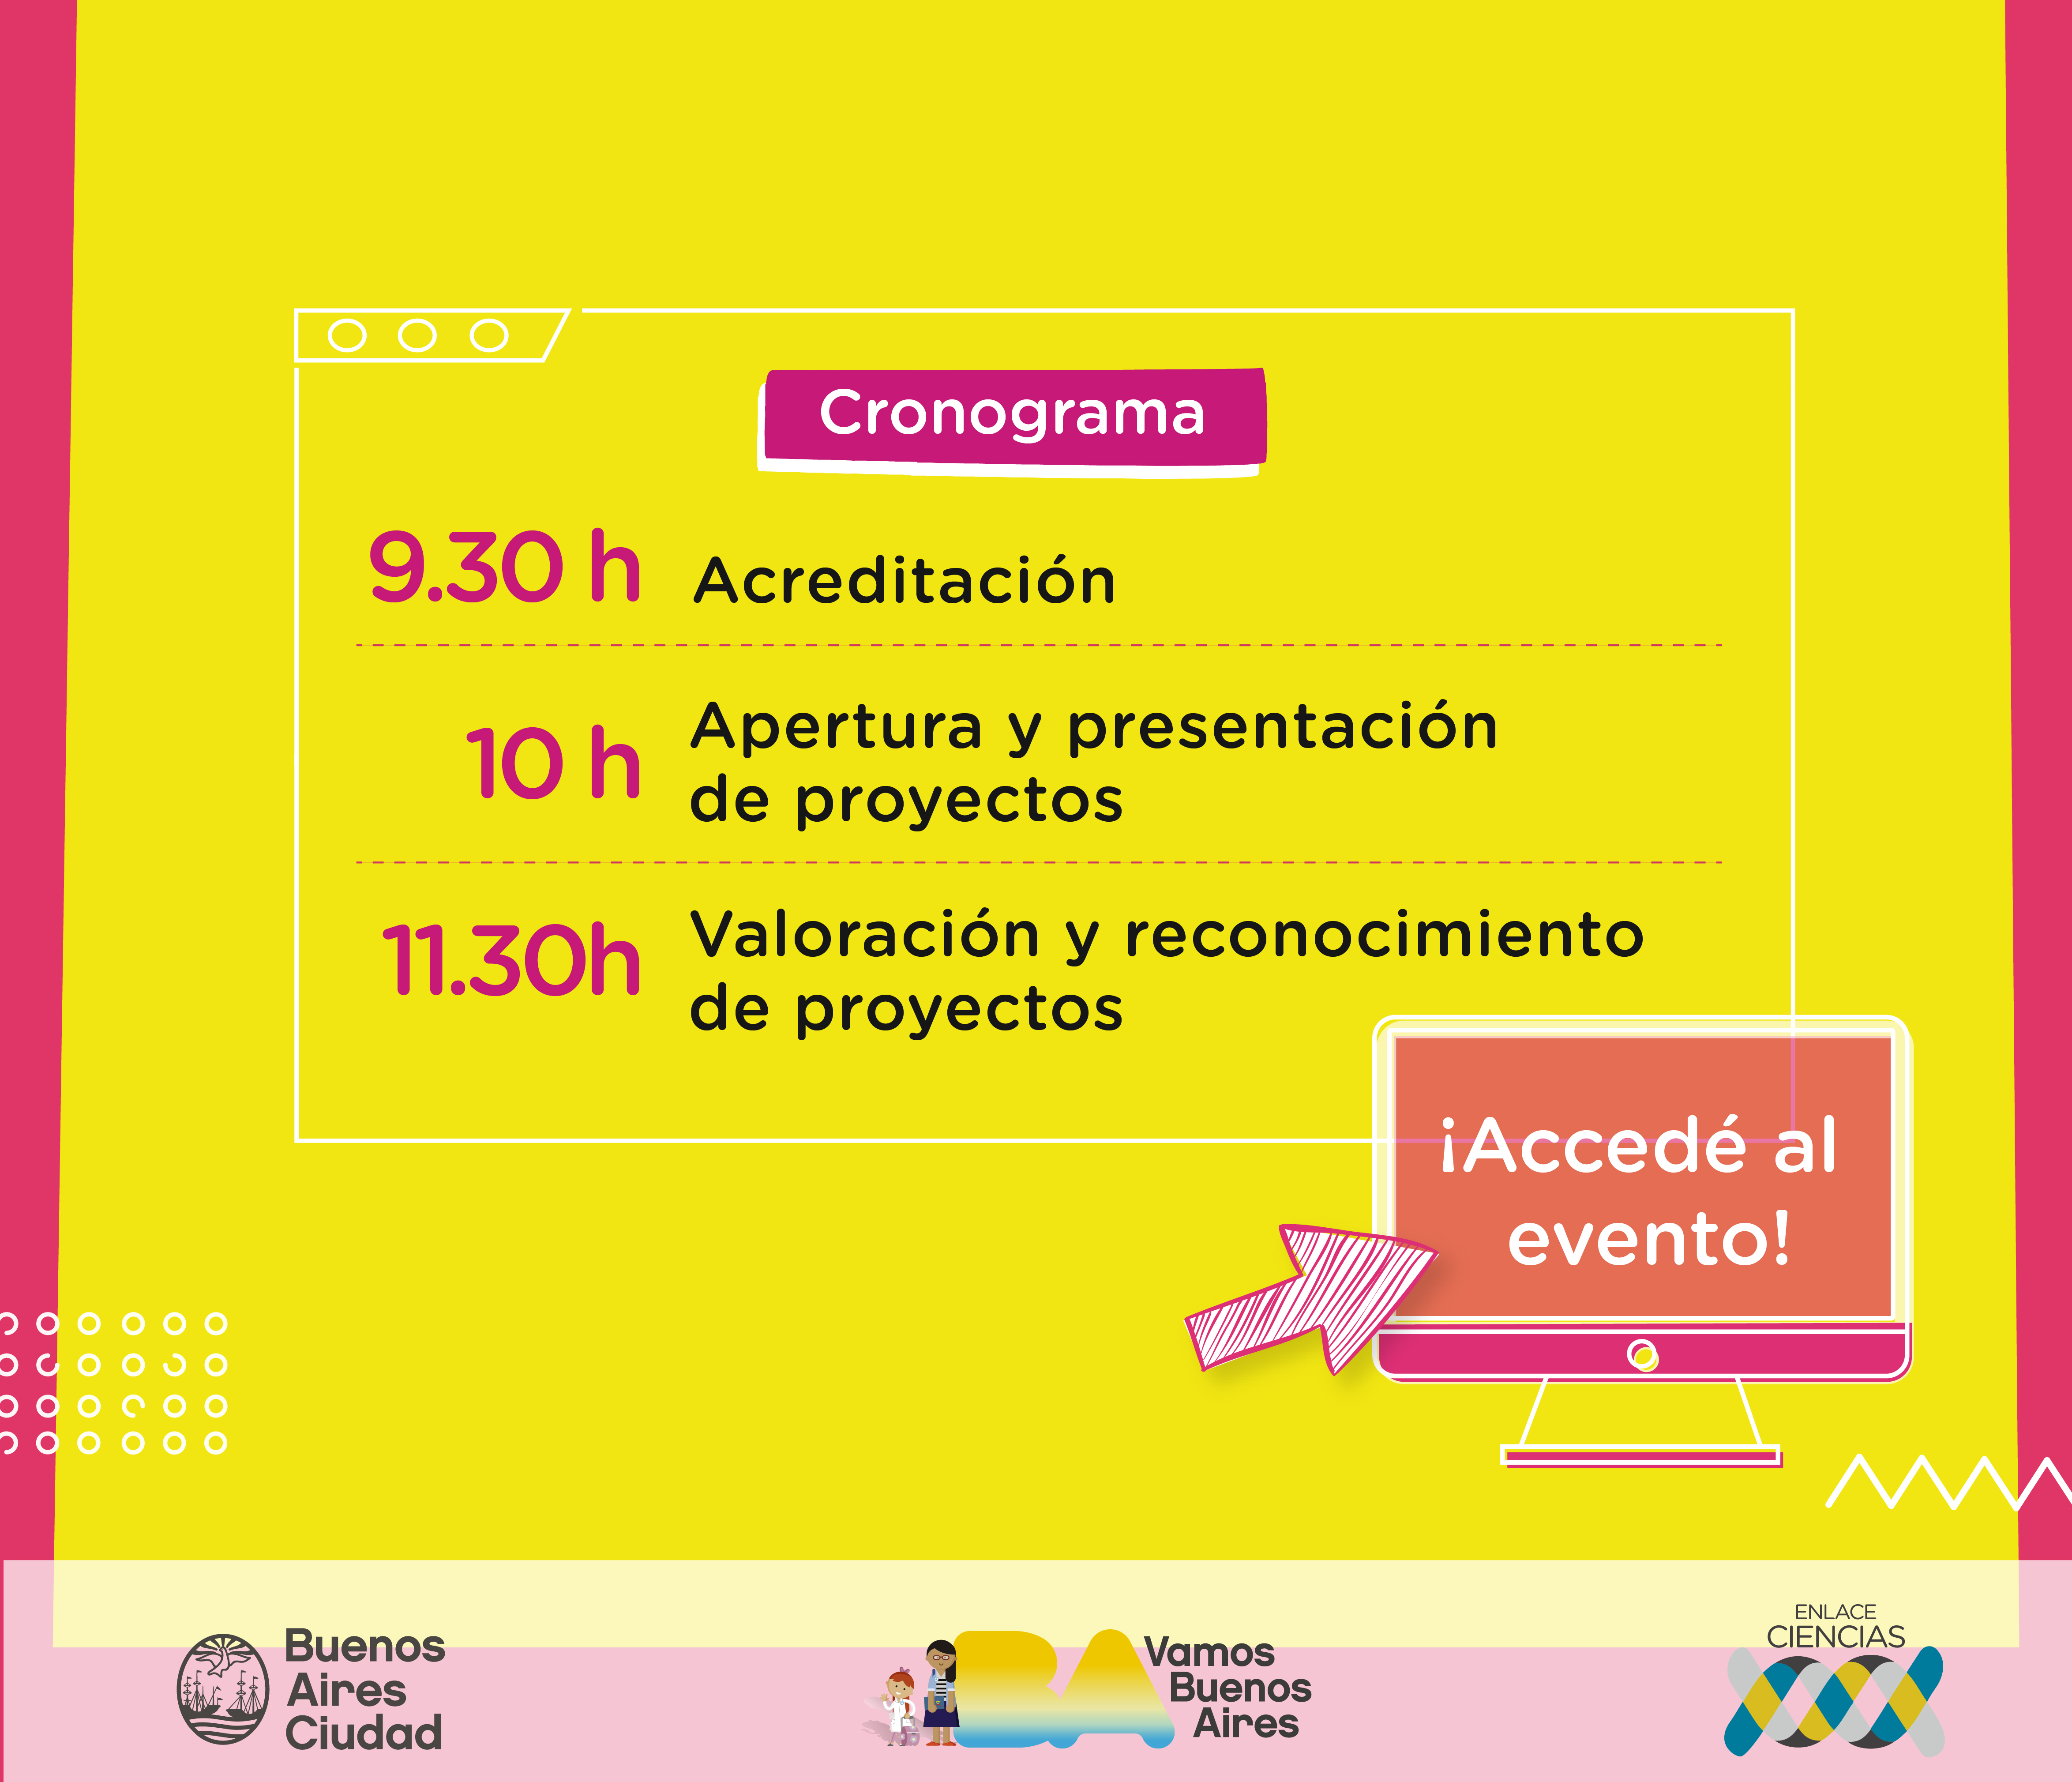 Cronograma
9.30 h Acreditación
10 h Apertura y presentación
de proyectos
11.30h Valoración y reconocimiento
de proyectos
¡Accedé al
evento!
Buenos
Aires
Ciudad
BA
Vamos
Buenos
Aires
ENLACE
CIENCIAS